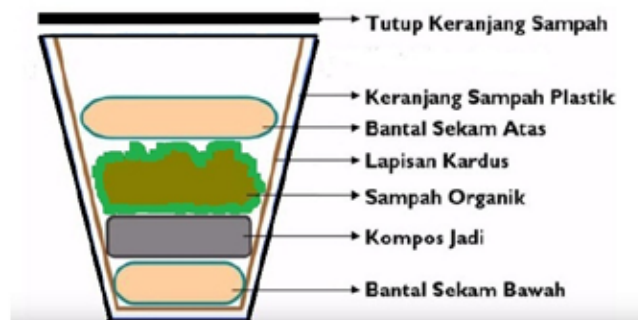 Tutup Keranjang Sampah
Keranjang Sampah Plastik
Bantal Sekam Atas
Lapisan Kardus
Sampah Organik
Kompos Jadi
Bantal Sekam Bawah